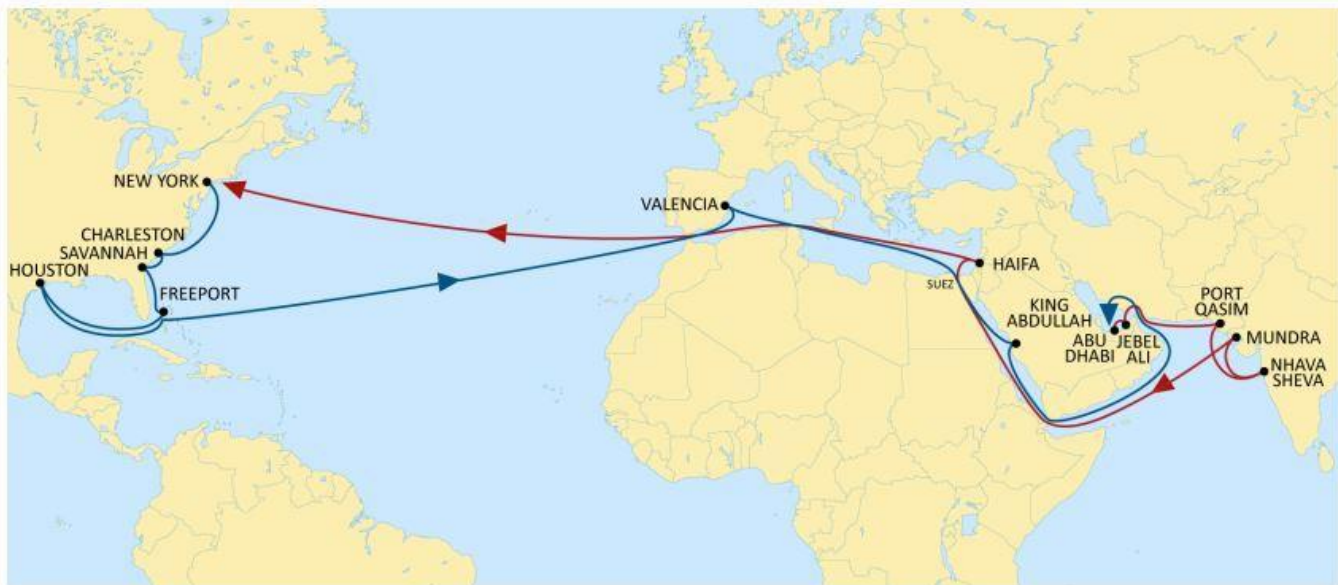 NEW YORK
CHARLESTON
SAVANNAH
HOUSTON
FREEPORT
VALENCIA
HAIFA
SUEZ
KING
ABDULLAH
ABU
DHABI
JEBEL
ALI
PORT
QASIM
MUNDRA
NHAVA
SHEVA